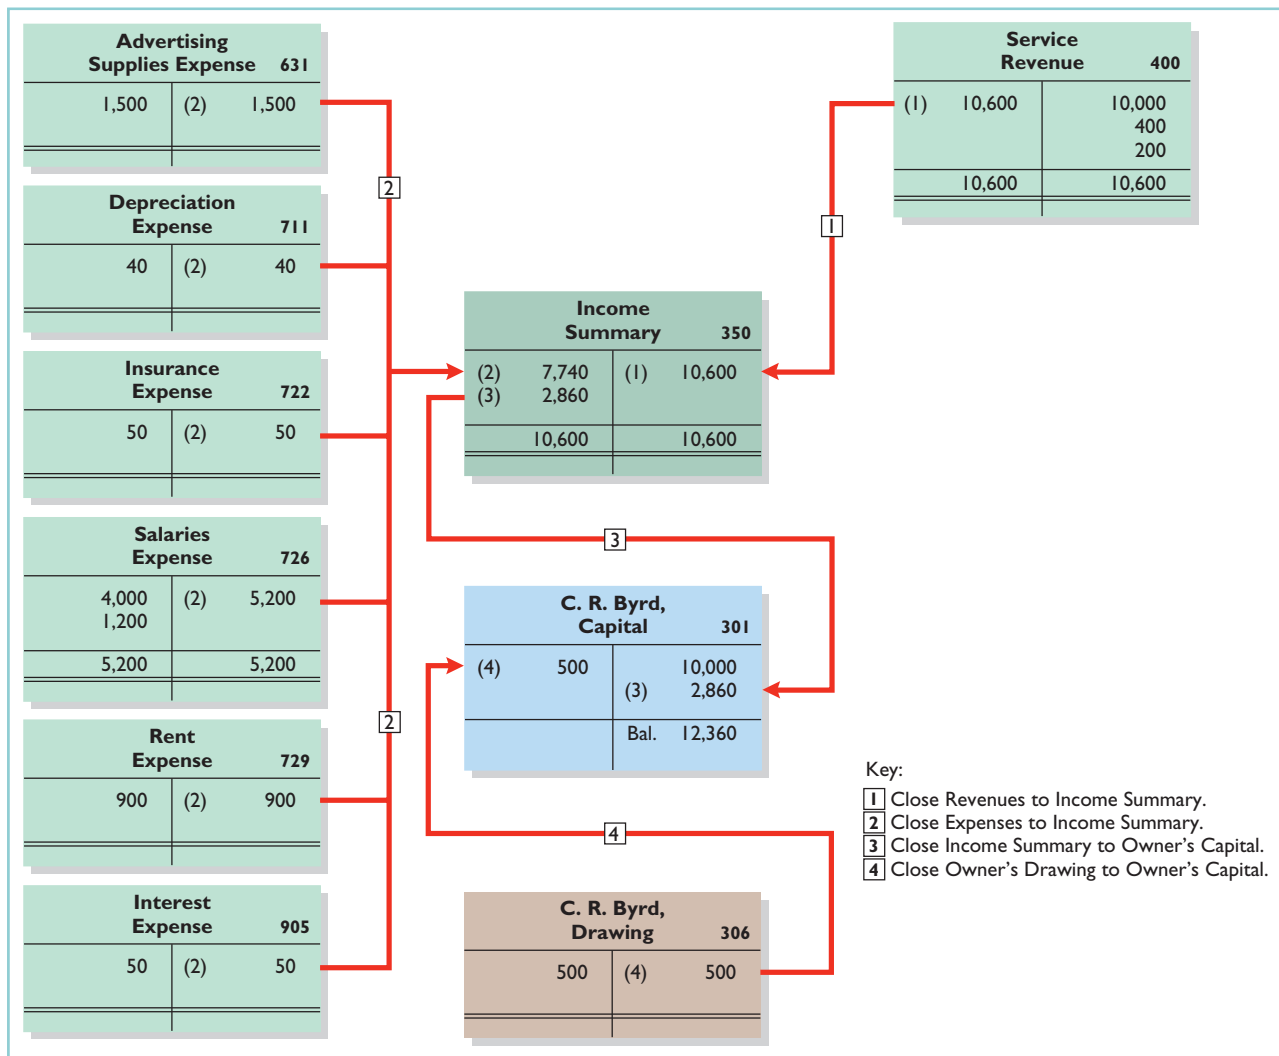 Advertising
Supplies Expense 631
1,500 (2) 1,500
Depreciation
Expense 711
40 (2) 40
Insurance
Expense 722
50 (2) 50
Salaries
Expense 726
4,000 (2) 5,200
1,200
5,200 5,200
Rent
Expense 729
900 (2) 900
Interest
Expense 905
50 (2) 50
2
2
Income
Summary 350
(2) 7,740 (1) 10,600
(3) 2,860
10,600 10,600
3
C. R. Byrd,
Capital 301
(4) 500 10,000
(3) 2,860
Bal. 12,360
4
C. R. Byrd,
Drawing 306
500 (4) 500
Service
Revenue 400
(1) 10,600 10,000
400
200
10,600 10,600
1
Key:
1 Close Revenues to Income Summary.
2 Close Expenses to Income Summary.
3 Close Income Summary to Owner's Capital.
4 Close Owner's Drawing to Owner's Capital.